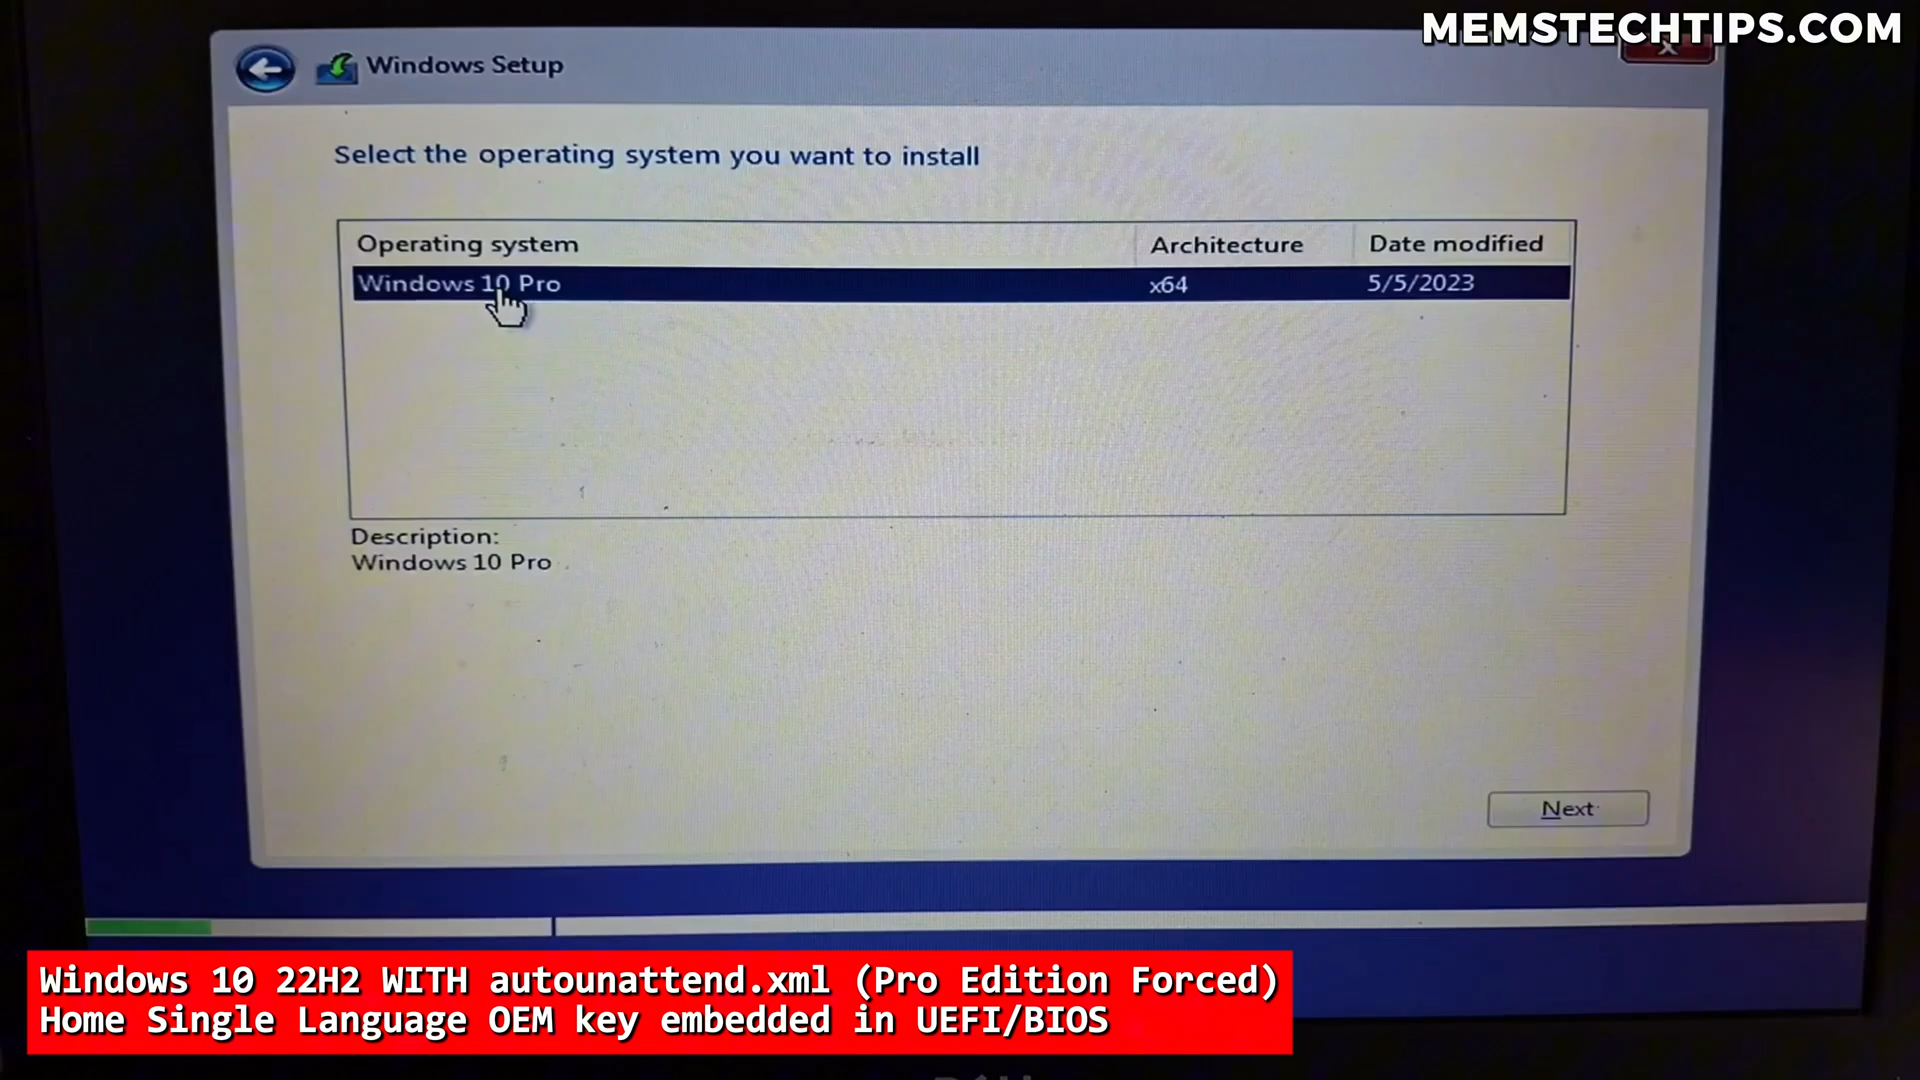 MEMSTECHTIPS.COM
Windows Setup
x
Select the operating system you want to install
Operating system Architecture Date modified
Windows 10 Pro x64 5/5/2023
Description:
Windows 10 Pro
Next
Windows 10 22H2 WITH autounattend.xml (Pro Edition Forced)
Home Single Language OEM key embedded in UEFI/BIOS